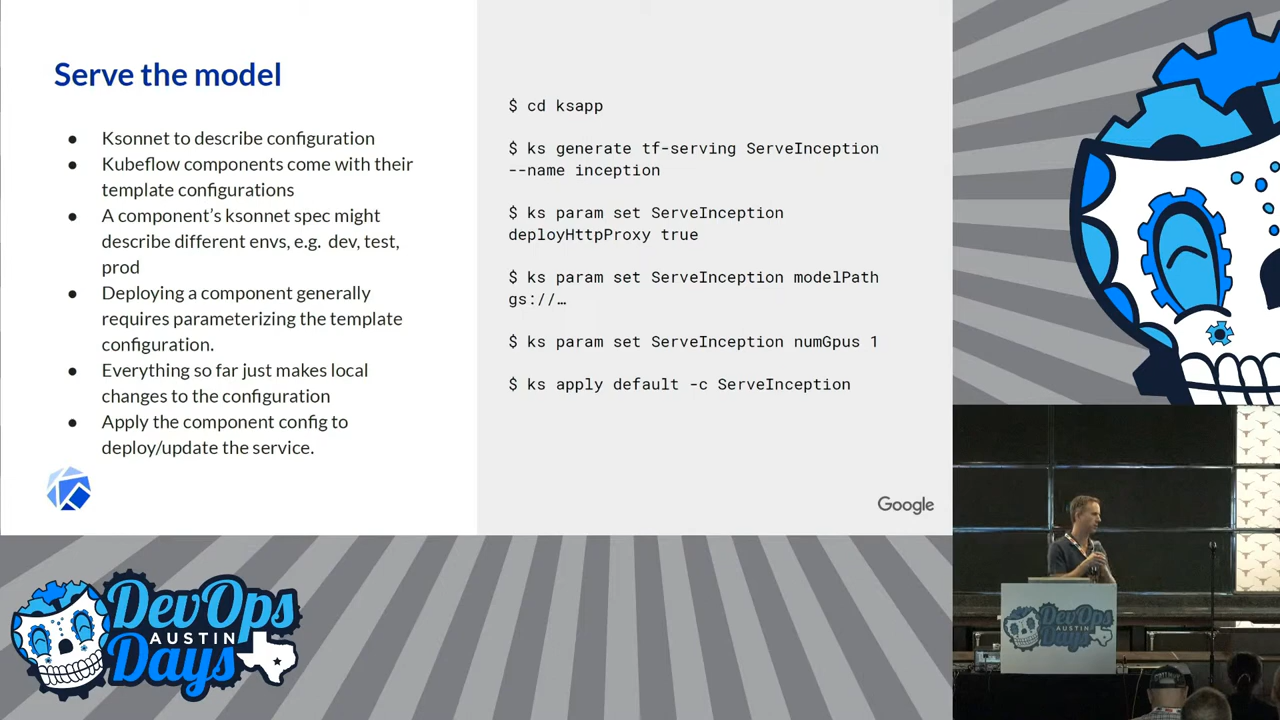 Serve the model
● Ksonnet to describe configuration
● Kubeflow components come with their
template configurations
● A component's ksonnet spec might
describe different envs, e.g. dev, test,
prod
● Deploying a component generally
requires parameterizing the template
configuration.
● Everything so far just makes local
changes to the configuration
● Apply the component config to
deploy/update the service.
$ cd ksapp
$ ks generate tf-serving ServeInception
--name inception
$ ks param set ServeInception
deployHttpProxy true
$ ks param set ServeInception modelPath
gs://…
$ ks param set ServeInception numGpus 1
$ ks apply default -c ServeInception
Google
DevOps
AUSTIN
Days
DevOps
AUSTIN
Days